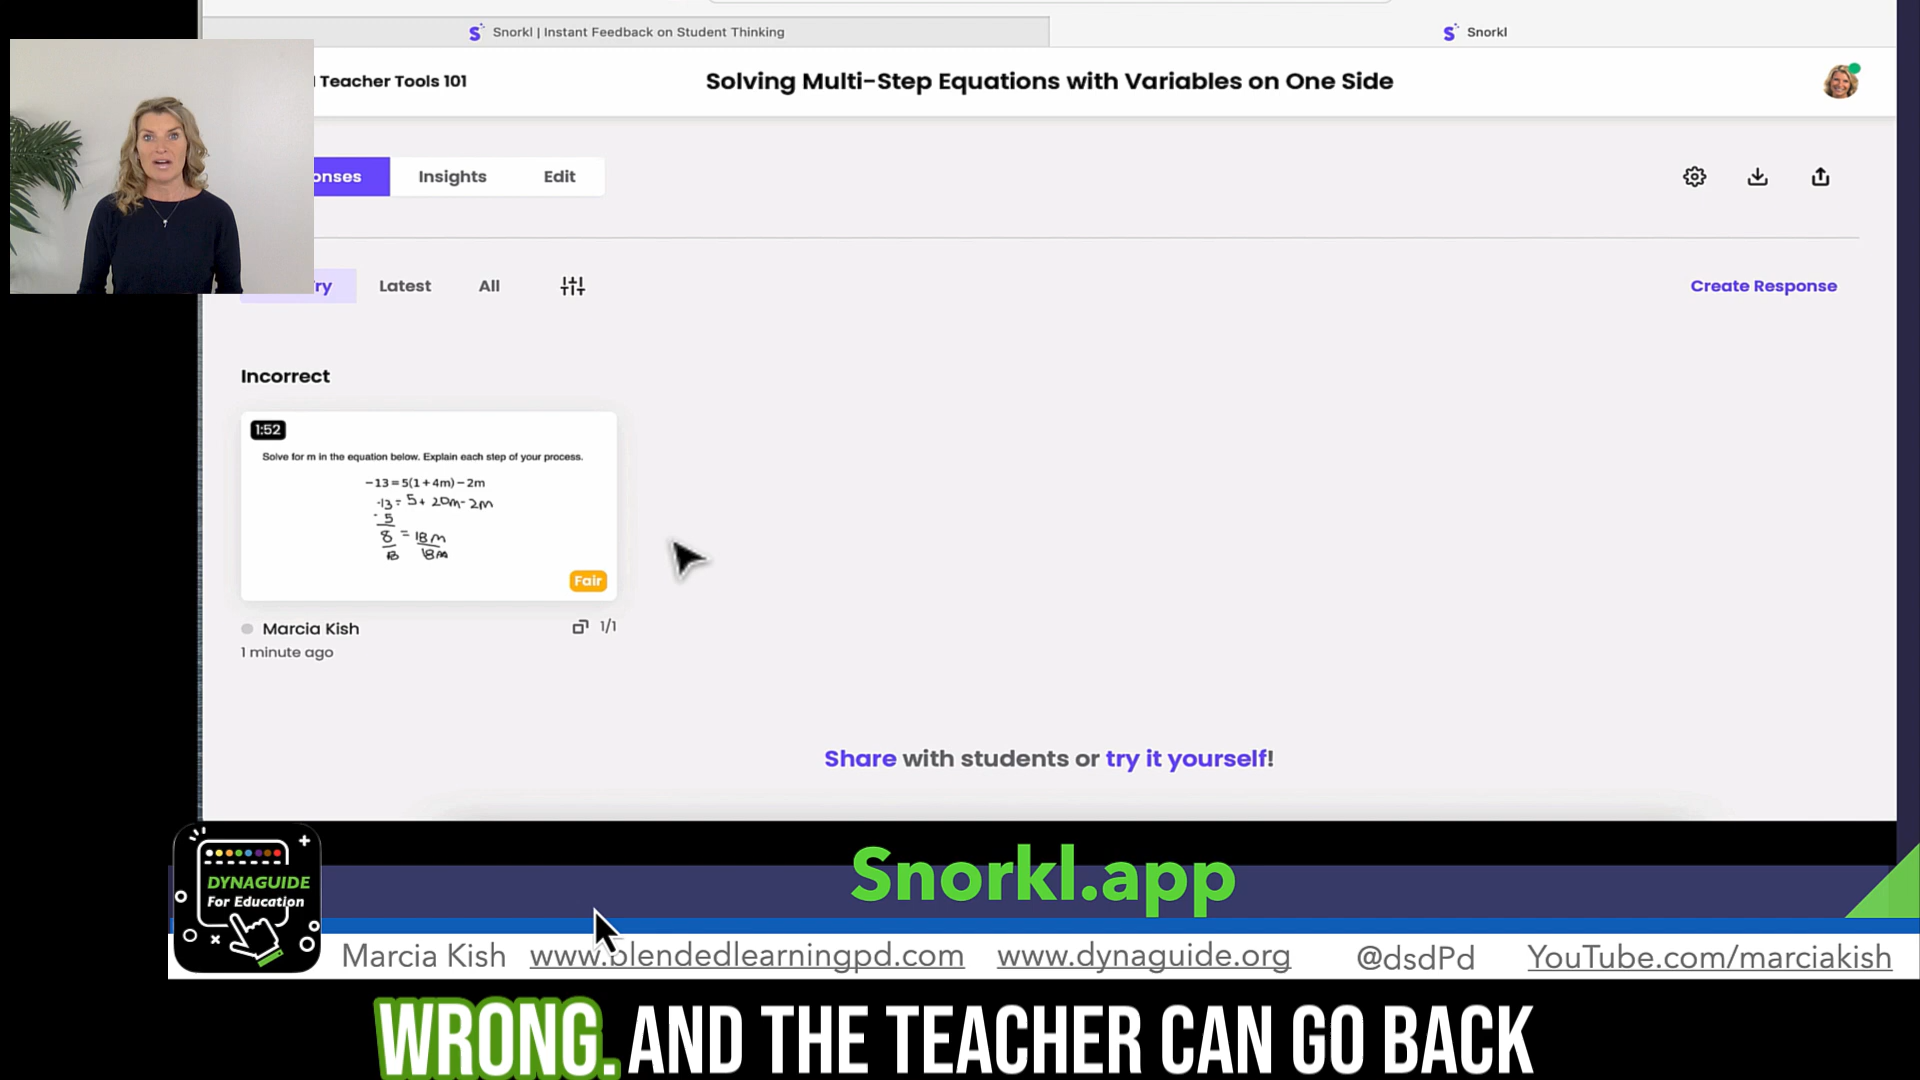 Snorkl | Instant Feedback on Student Thinking
Snorkl
Teacher Tools 101
Solving Multi-Step Equations with Variables on One Side
onses
Insights
Edit
ry
Latest
All
Create Response
Incorrect
1:52
Solve for m in the equation below. Explain each step of your process.
−13 = 5(1 + 4m) − 2m
-13 = 5 + 20m - 2m
- 5
8 = 18m
18 18m
Fair
Marcia Kish
1/1
1 minute ago
Share with students or try it yourself!
Snorkl.app
DYNAGUIDE
For Education
Marcia Kish www.blendedlearningpd.com www.dynaguide.org @dsdPd YouTube.com/marciakish
WRONG. AND THE TEACHER CAN GO BACK